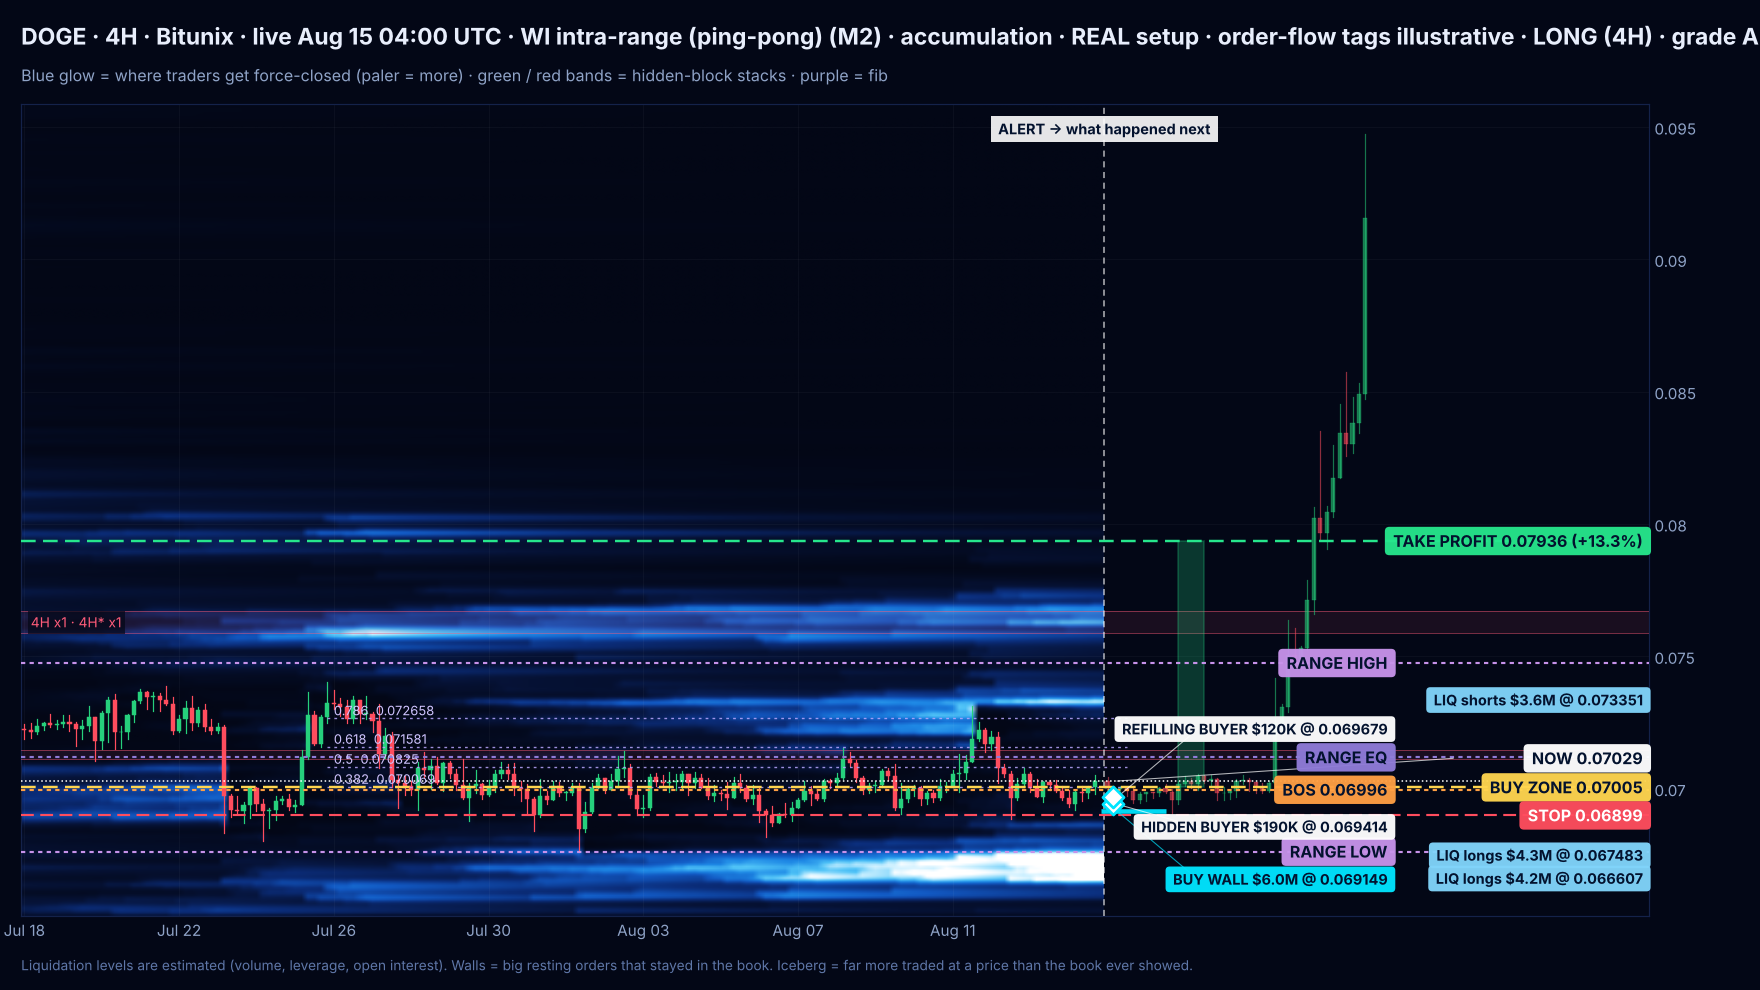 DOGE · 4H · Bitunix · live Aug 15 04:00 UTC · WI intra-range (ping-pong) (M2) · accumulation · REAL setup · order-flow tags illustrative · LONG (4H) · grade A
Blue glow = where traders get force-closed (paler = more) · green / red bands = hidden-block stacks · purple = fib
ALERT → what happened next
0.095
0.09
0.085
0.08
TAKE PROFIT 0.07936 (+13.3%)
4H x1 · 4H* x1
RANGE HIGH
0.075
LIQ shorts $3.6M @ 0.073351
0.786 0.072658
REFILLING BUYER $120K @ 0.069679
0.618 0.071581
0.5 0.070825
RANGE EQ
NOW 0.07029
0.382 0.070069
BOS 0.06996
BUY ZONE 0.07005
0.07
STOP 0.06899
HIDDEN BUYER $190K @ 0.069414
RANGE LOW
LIQ longs $4.3M @ 0.067483
BUY WALL $6.0M @ 0.069149
LIQ longs $4.2M @ 0.066607
Jul 18
Jul 22
Jul 26
Jul 30
Aug 03
Aug 07
Aug 11
Liquidation levels are estimated (volume, leverage, open interest). Walls = big resting orders that stayed in the book. Iceberg = far more traded at a price than the book ever showed.